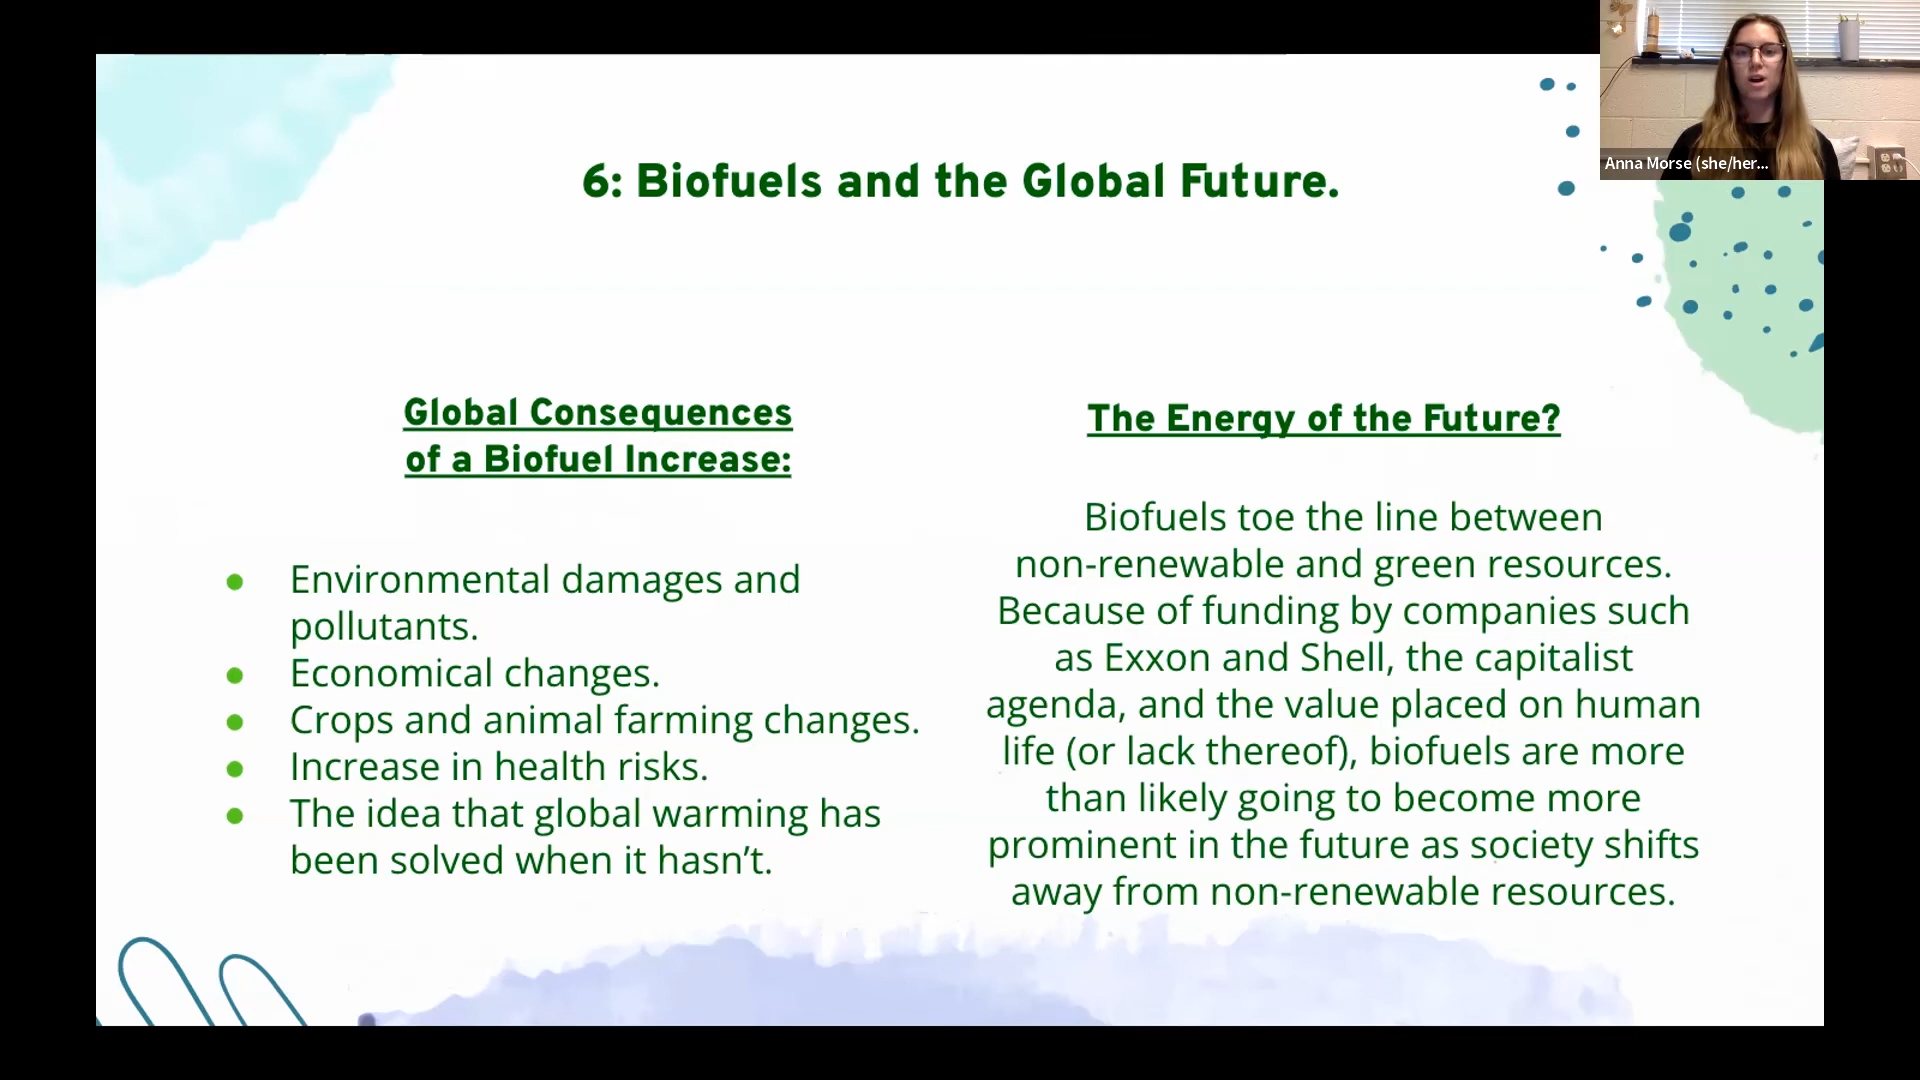 6: Biofuels and the Global Future.
Anna Morse (she/her...
Global Consequences
of a Biofuel Increase:
Environmental damages and
pollutants.
Economical changes.
Crops and animal farming changes.
Increase in health risks.
The idea that global warming has
been solved when it hasn't.
The Energy of the Future?
Biofuels toe the line between
non-renewable and green resources.
Because of funding by companies such
as Exxon and Shell, the capitalist
agenda, and the value placed on human
life (or lack thereof), biofuels are more
than likely going to become more
prominent in the future as society shifts
away from non-renewable resources.